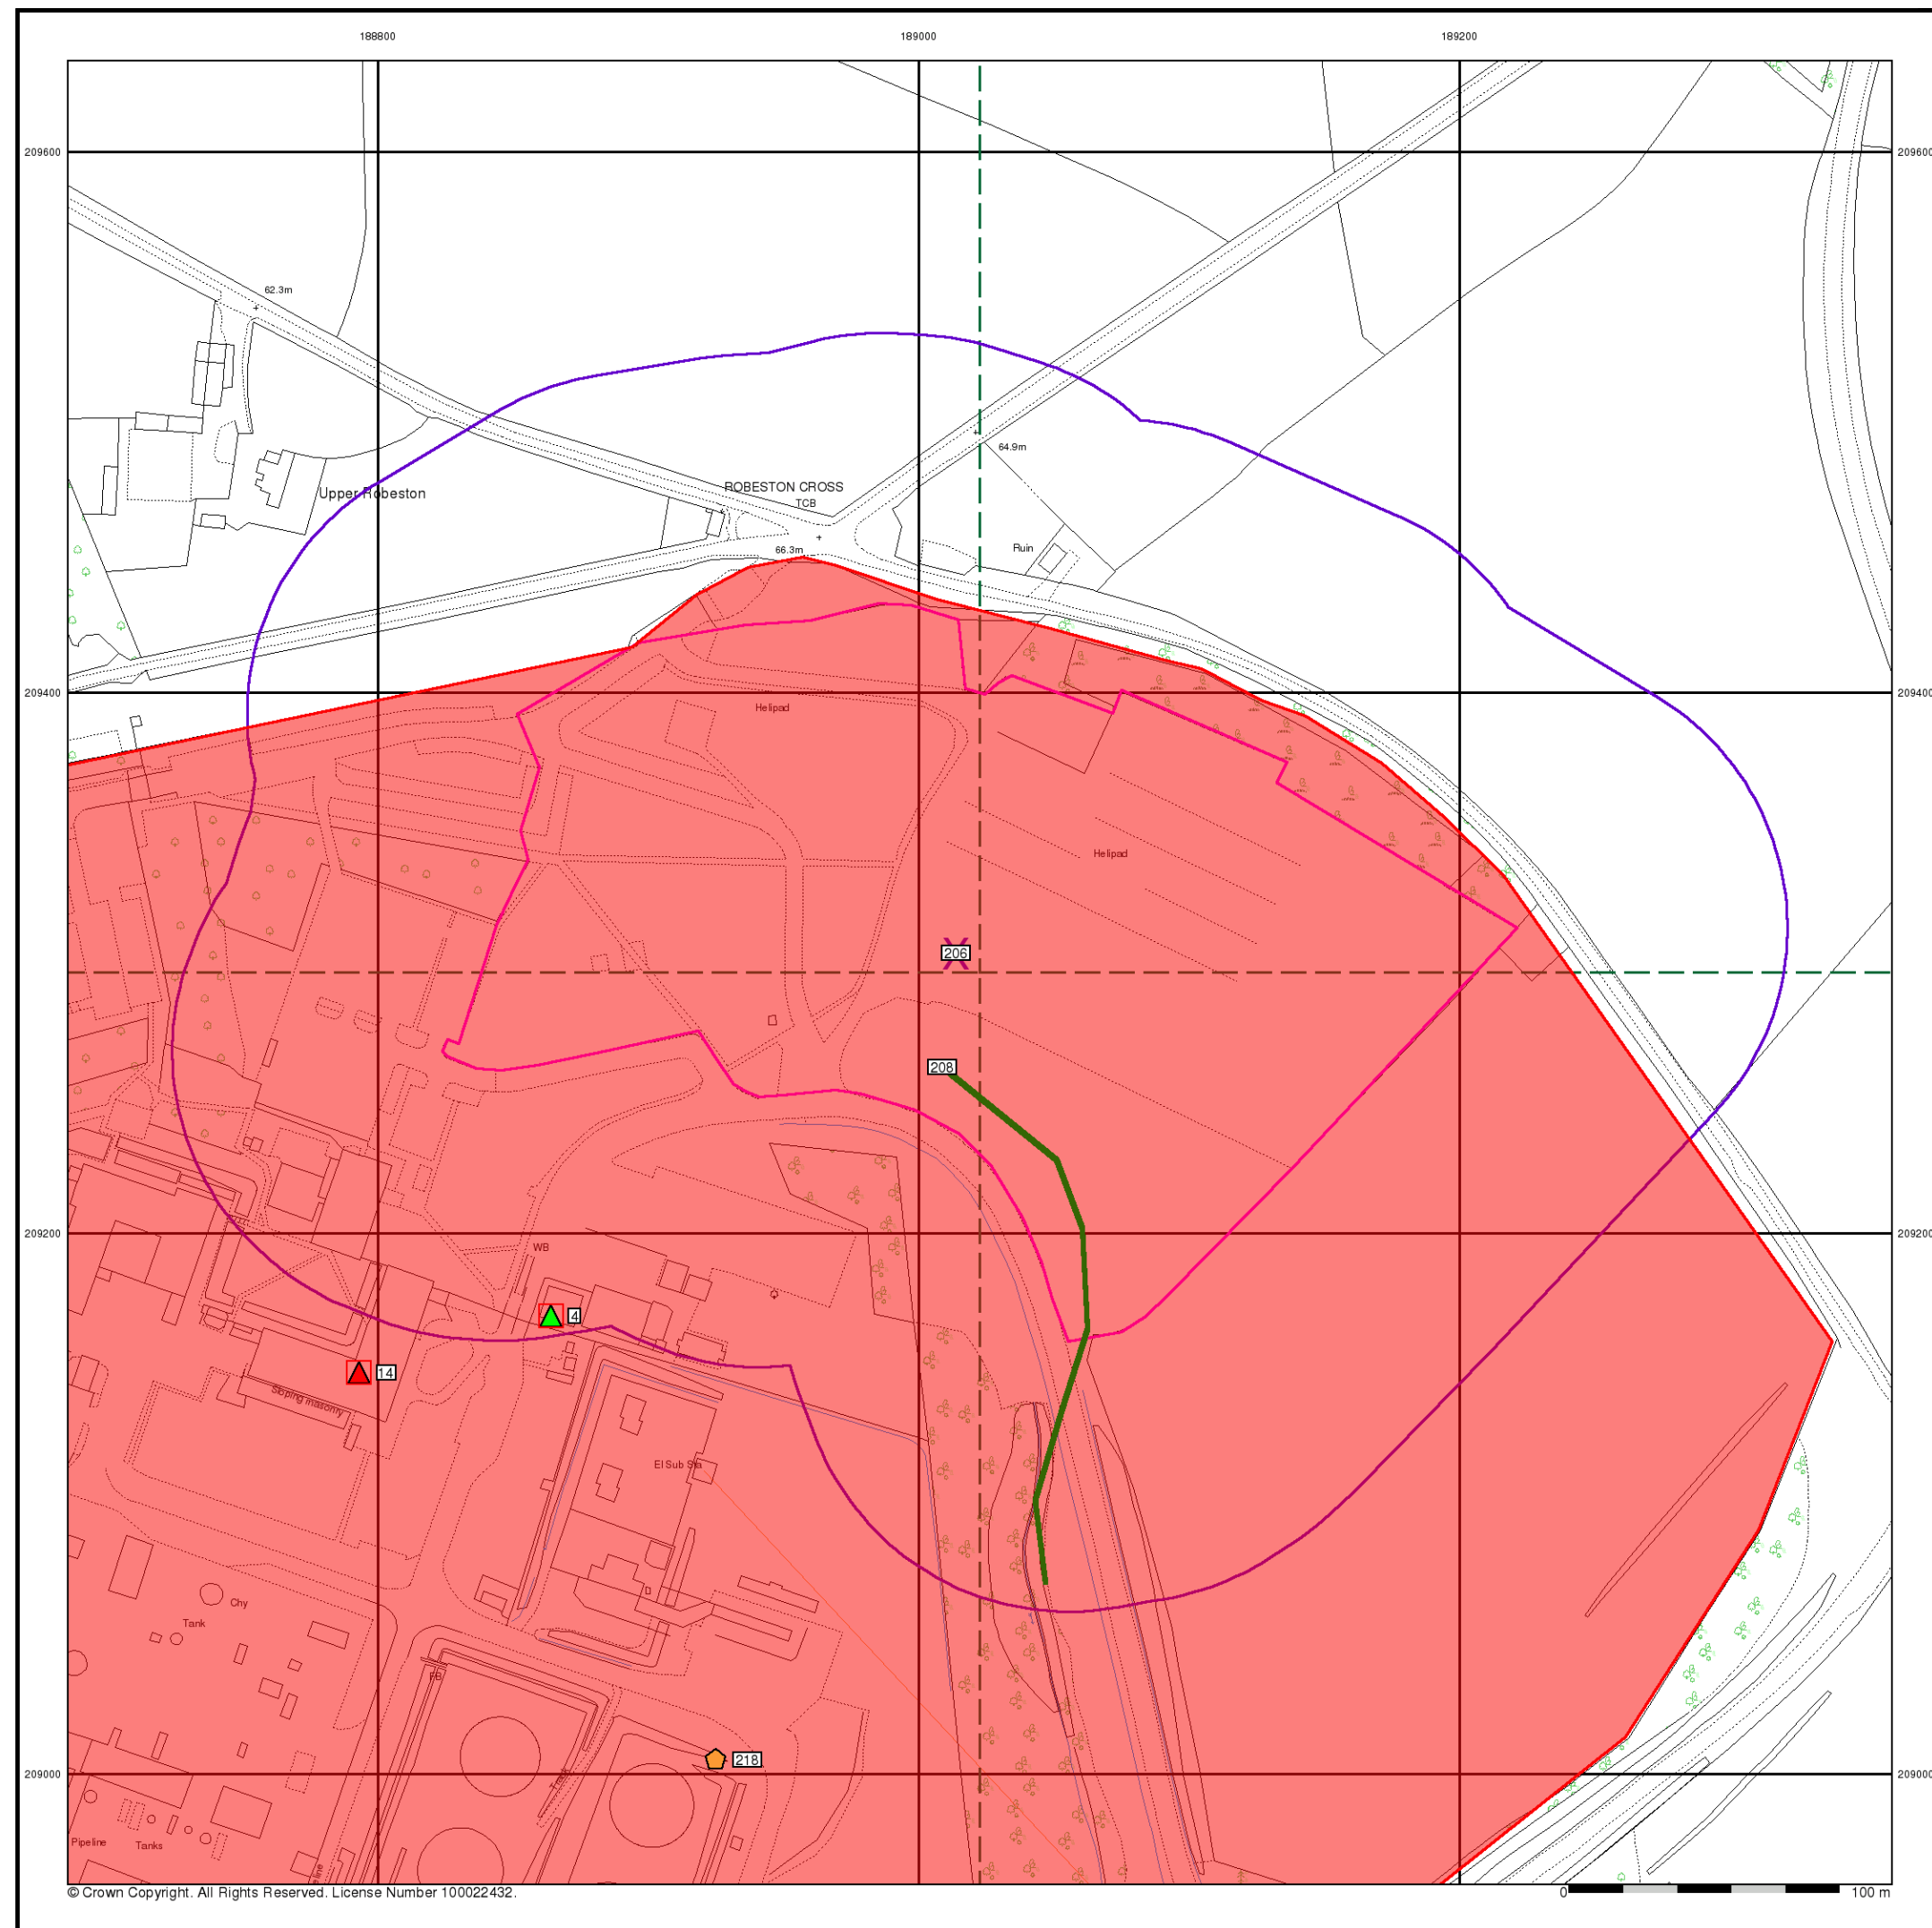 188800
189000
189200
209600
209600
62.3m
64.9m
Upper Robeston
ROBESTON CROSS
TCB
66.3m
Ruin
209400
209400
Helipad
Helipad
206
208
209200
209200
WB
4
14
Sloping masonry
El Sub Sta
Chy
Tank
FB
218
Track
209000
209000
Pipeline
Tanks
© Crown Copyright. All Rights Reserved. License Number 100022432.
0
100 m